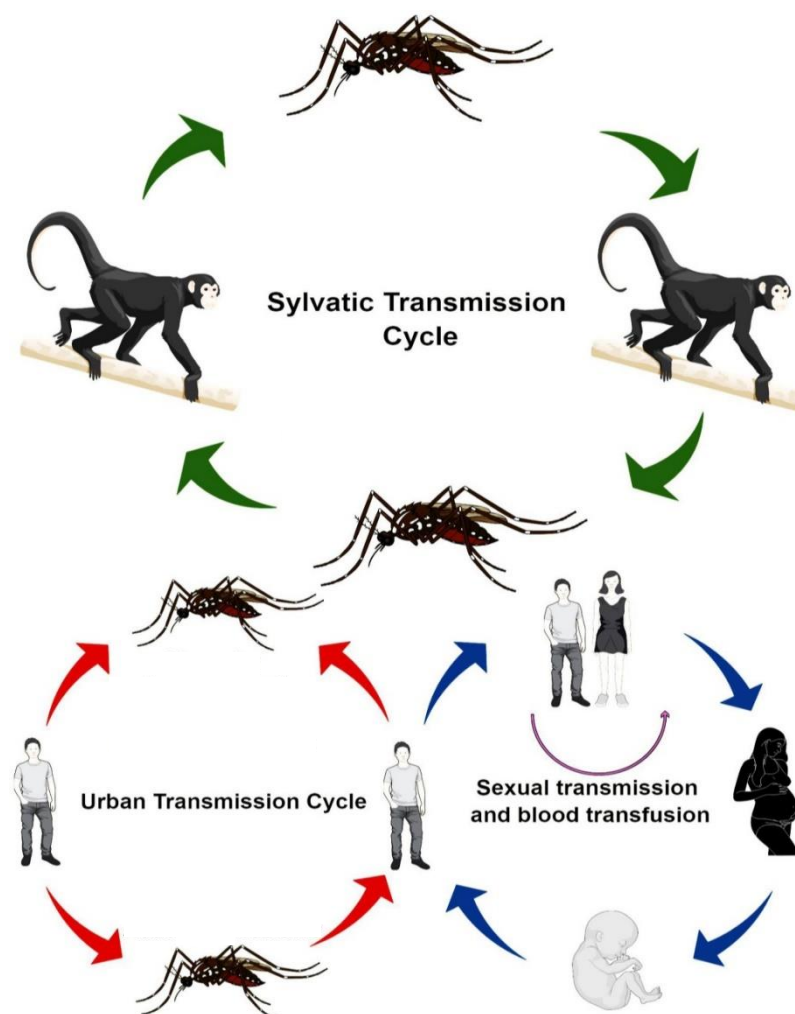 Sylvatic Transmission
Cycle
Urban Transmission Cycle
Sexual transmission
and blood transfusion